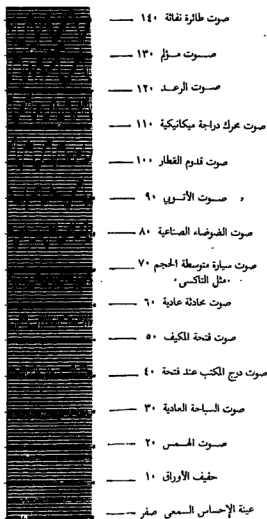 صوت طائرة نفاثة ١٤٠
صوت مؤلم ١٣٠
صوت الرعد ١٢٠
صوت محرك دراجة ميكانيكية ١١٠
صوت قدوم القطار ١٠٠
صوت الأتوبي ٩٠
صوت الضوضاء الصناعية ٨٠
صوت سيارة متوسطة الحجم ٧٠
مثل التاكسي
صوت محادثة عادية ٦٠
صوت فتحة المكيف ٥٠
صوت درج المكتب عند فتحة ٤٠
صوت السباحة العادية ٣٠
صوت الهمس ٢٠
حفيف الأوراق ١٠
عينة الإحساس السمعي صفر